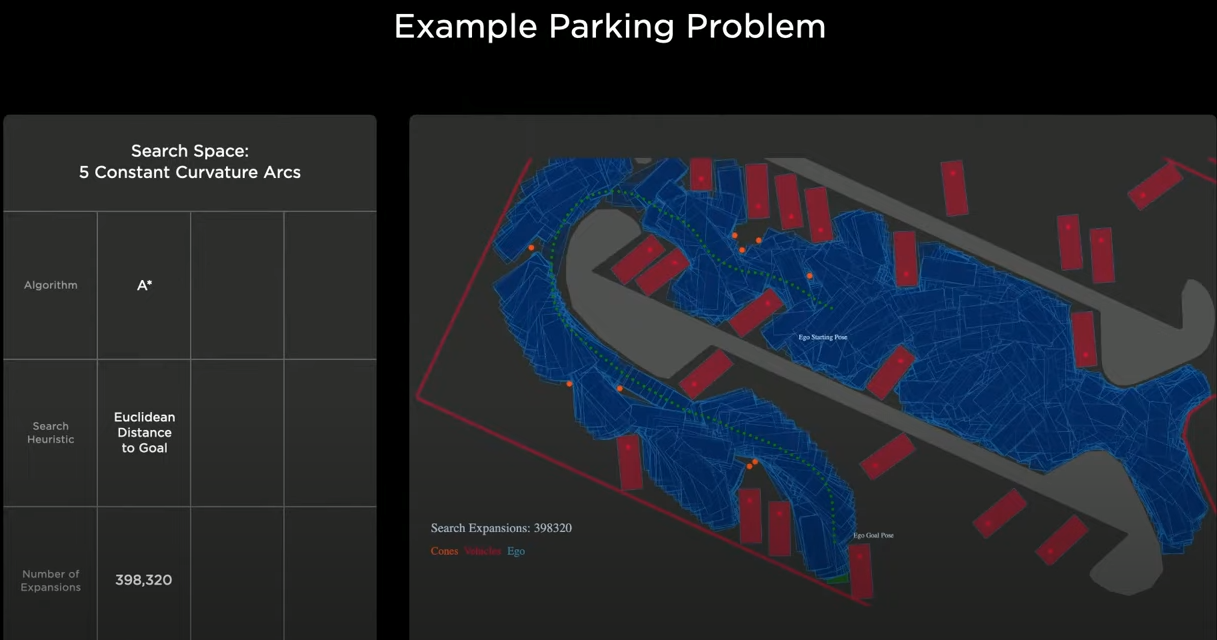 Example Parking Problem
Search Space:
5 Constant Curvature Arcs
Algorithm
A*
Search
Heuristic
Euclidean
Distance
to Goal
Number of
Expansions
398,320
Ego Starting Pose
Ego Goal Pose
Search Expansions: 398320
Cones Vehicles Ego